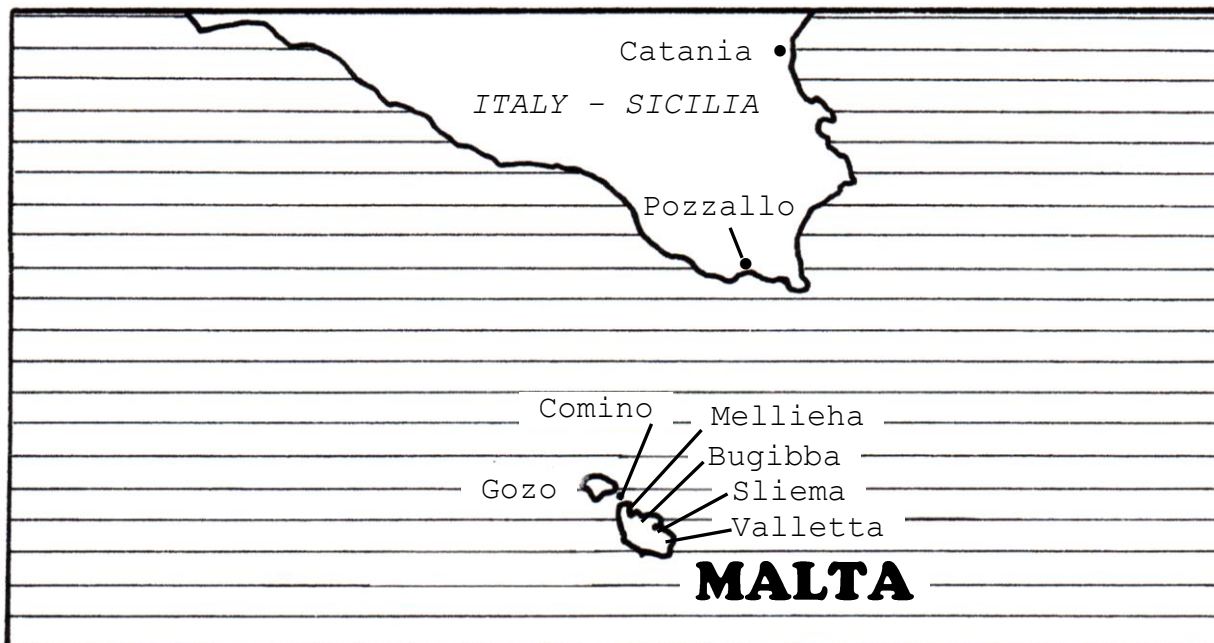 Catania
ITALY - SICILIA
Pozzallo
Comino
Mellieha
Bugibba
Gozo
Sliema
Valletta
MALTA